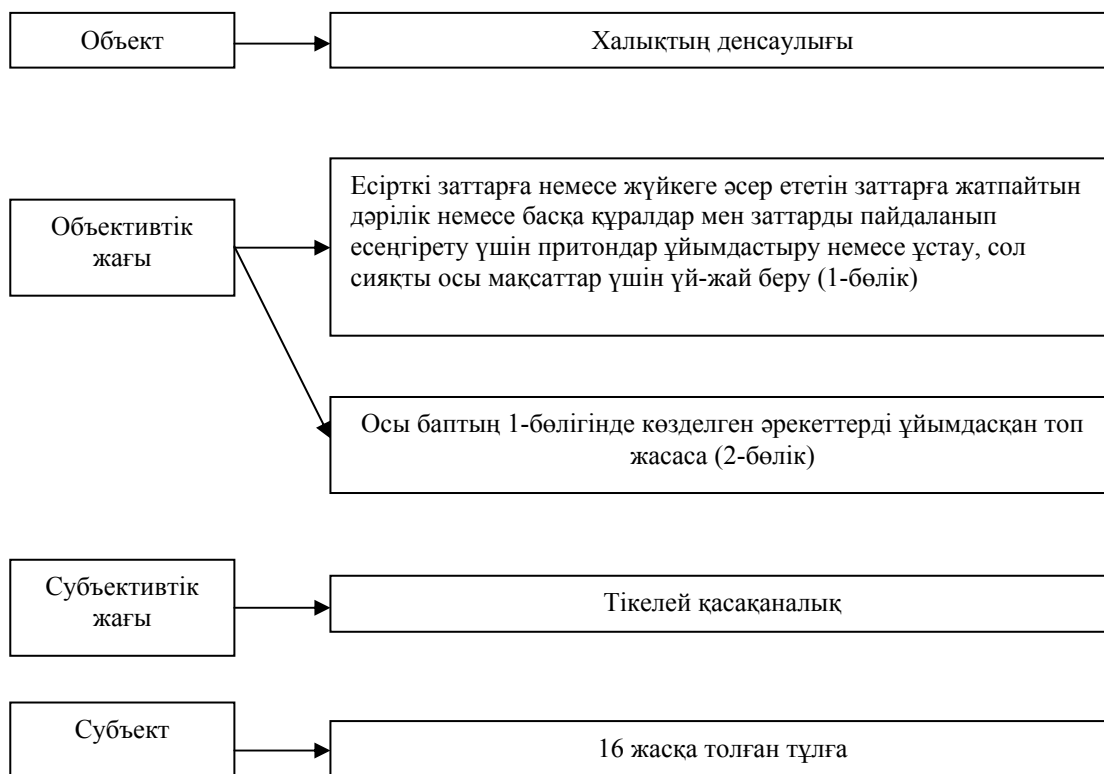 Объект
Халықтың денсаулығы
Объективтік
жағы
Есірткі заттарға немесе жүйкеге әсер ететін заттарға жатпайтын
дәрілік немесе басқа құралдар мен заттарды пайдаланып
есеңгірету үшін притондар ұйымдастыру немесе ұстау, сол
сияқты осы мақсаттар үшін үй-жай беру (1-бөлік)
Осы баптың 1-бөлігінде көзделген әрекеттерді ұйымдасқан топ
жасаса (2-бөлік)
Субъективтік
жағы
Тікелей қасақаналық
Субъект
16 жасқа толған тұлға